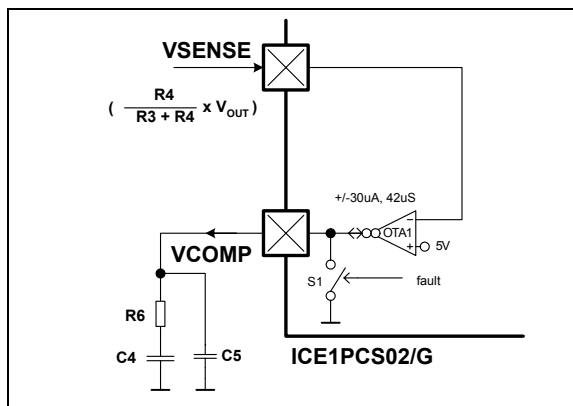 VSENSE
( R4
R3 + R4 x VOUT )
+/-30uA, 42uS
−
OTA1
+ 5V
VCOMP
S1
fault
R6
C4
C5
ICE1PCS02/G